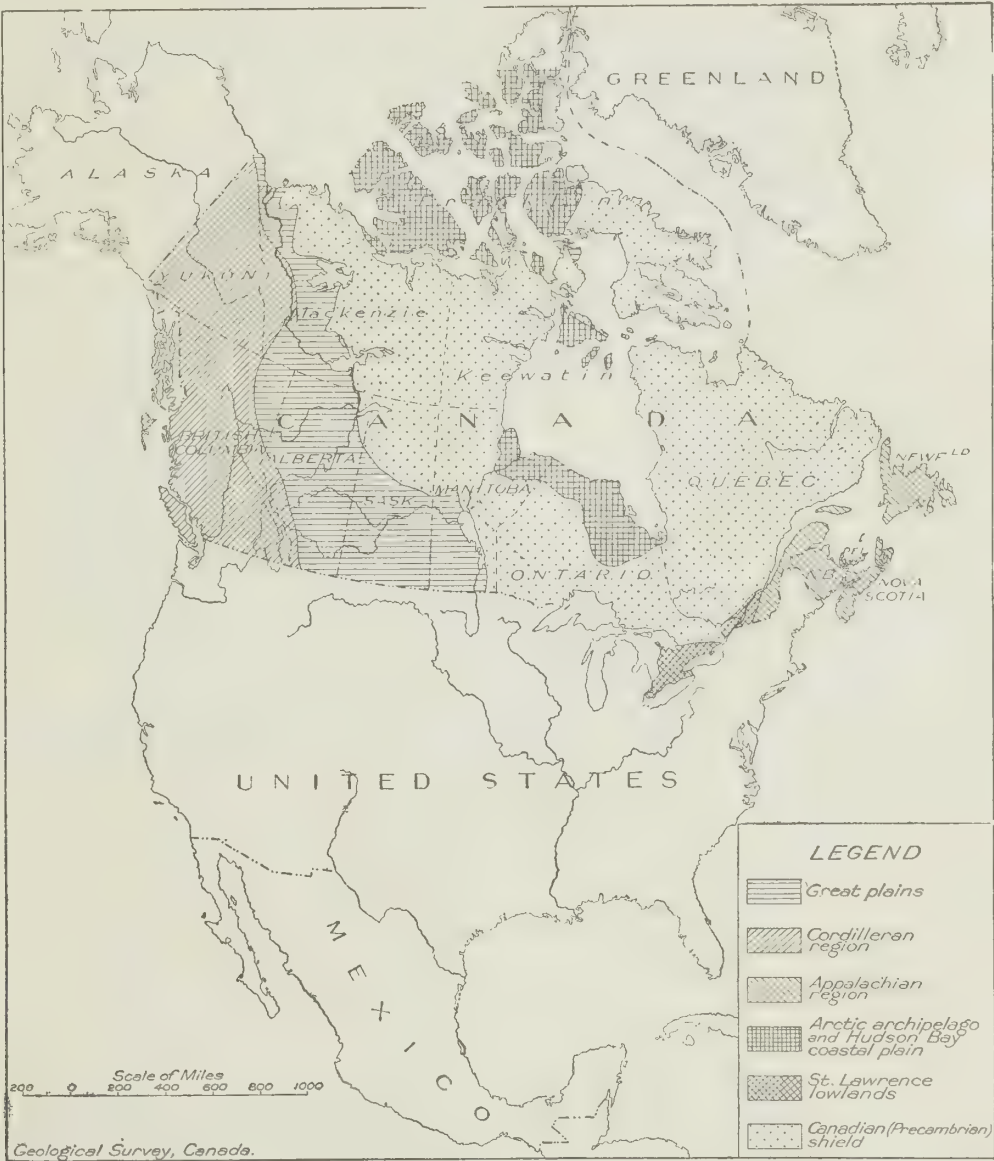 GREENLAND
ALASKA
YUKON
Mackenzie
Keewatin
CANADA
BRITISH
COLUMBIA
ALBERTA
SASK
MANITOBA
ONTARIO
QUEBEC
NEWF LD
N.B.
NOVA
SCOTIA
UNITED STATES
MEXICO
LEGEND
Great plains
Cordilleran
region
Appalachian
region
Arctic archipelago
and Hudson Bay
coastal plain
St. Lawrence
lowlands
Canadian (Precambrian)
shield
Scale of Miles
200 0 200 400 600 800 1000
Geological Survey, Canada.